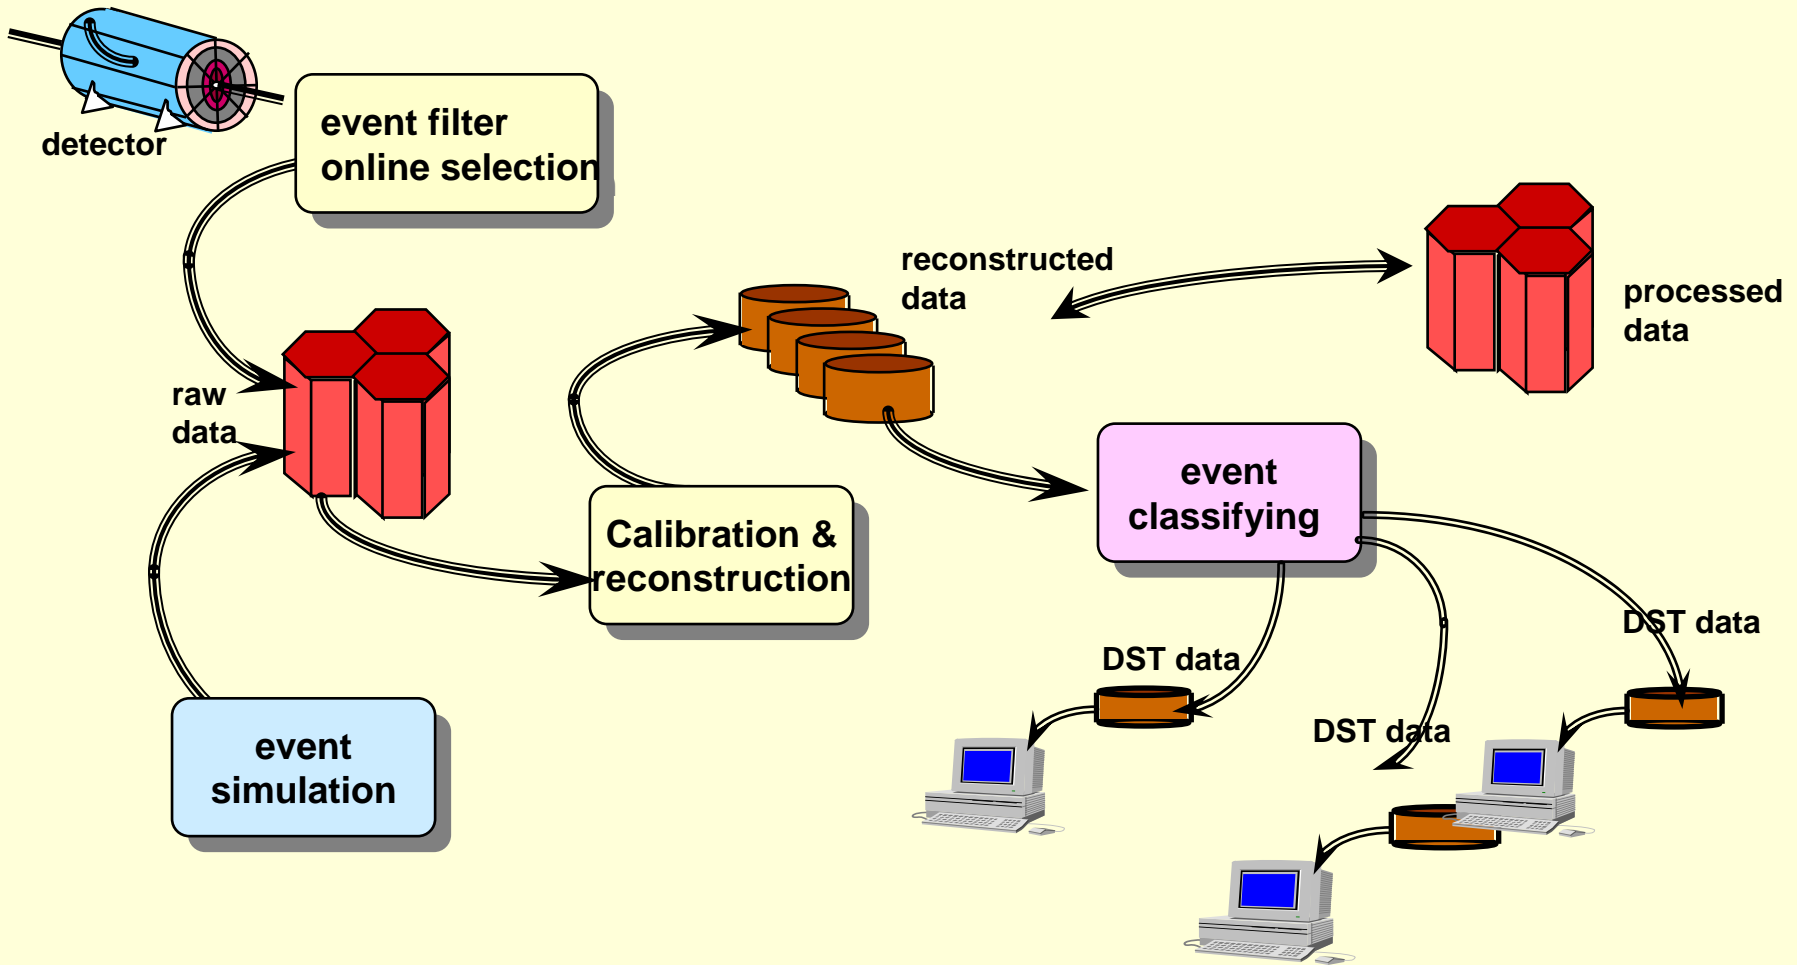 detector
event filter
online selection
reconstructed
data
processed
data
raw
data
event
classifying
Calibration &
reconstruction
DST data
DST data
DST data
event
simulation